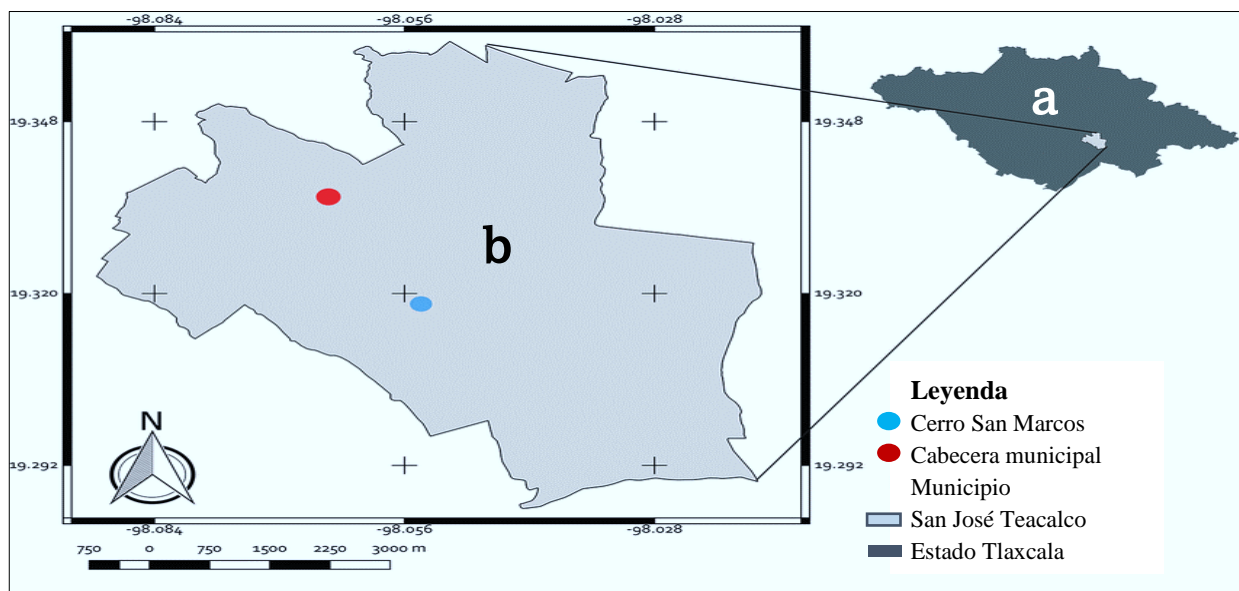 -98.084 -98.056 -98.028
a
19.348 19.348
b
19.320 19.320
Leyenda
Cerro San Marcos
N
Cabecera municipal
19.292 19.292
Municipio
San José Teacalco
-98.084 -98.056 -98.028
Estado Tlaxcala
750 0 750 1500 2250 3000 m